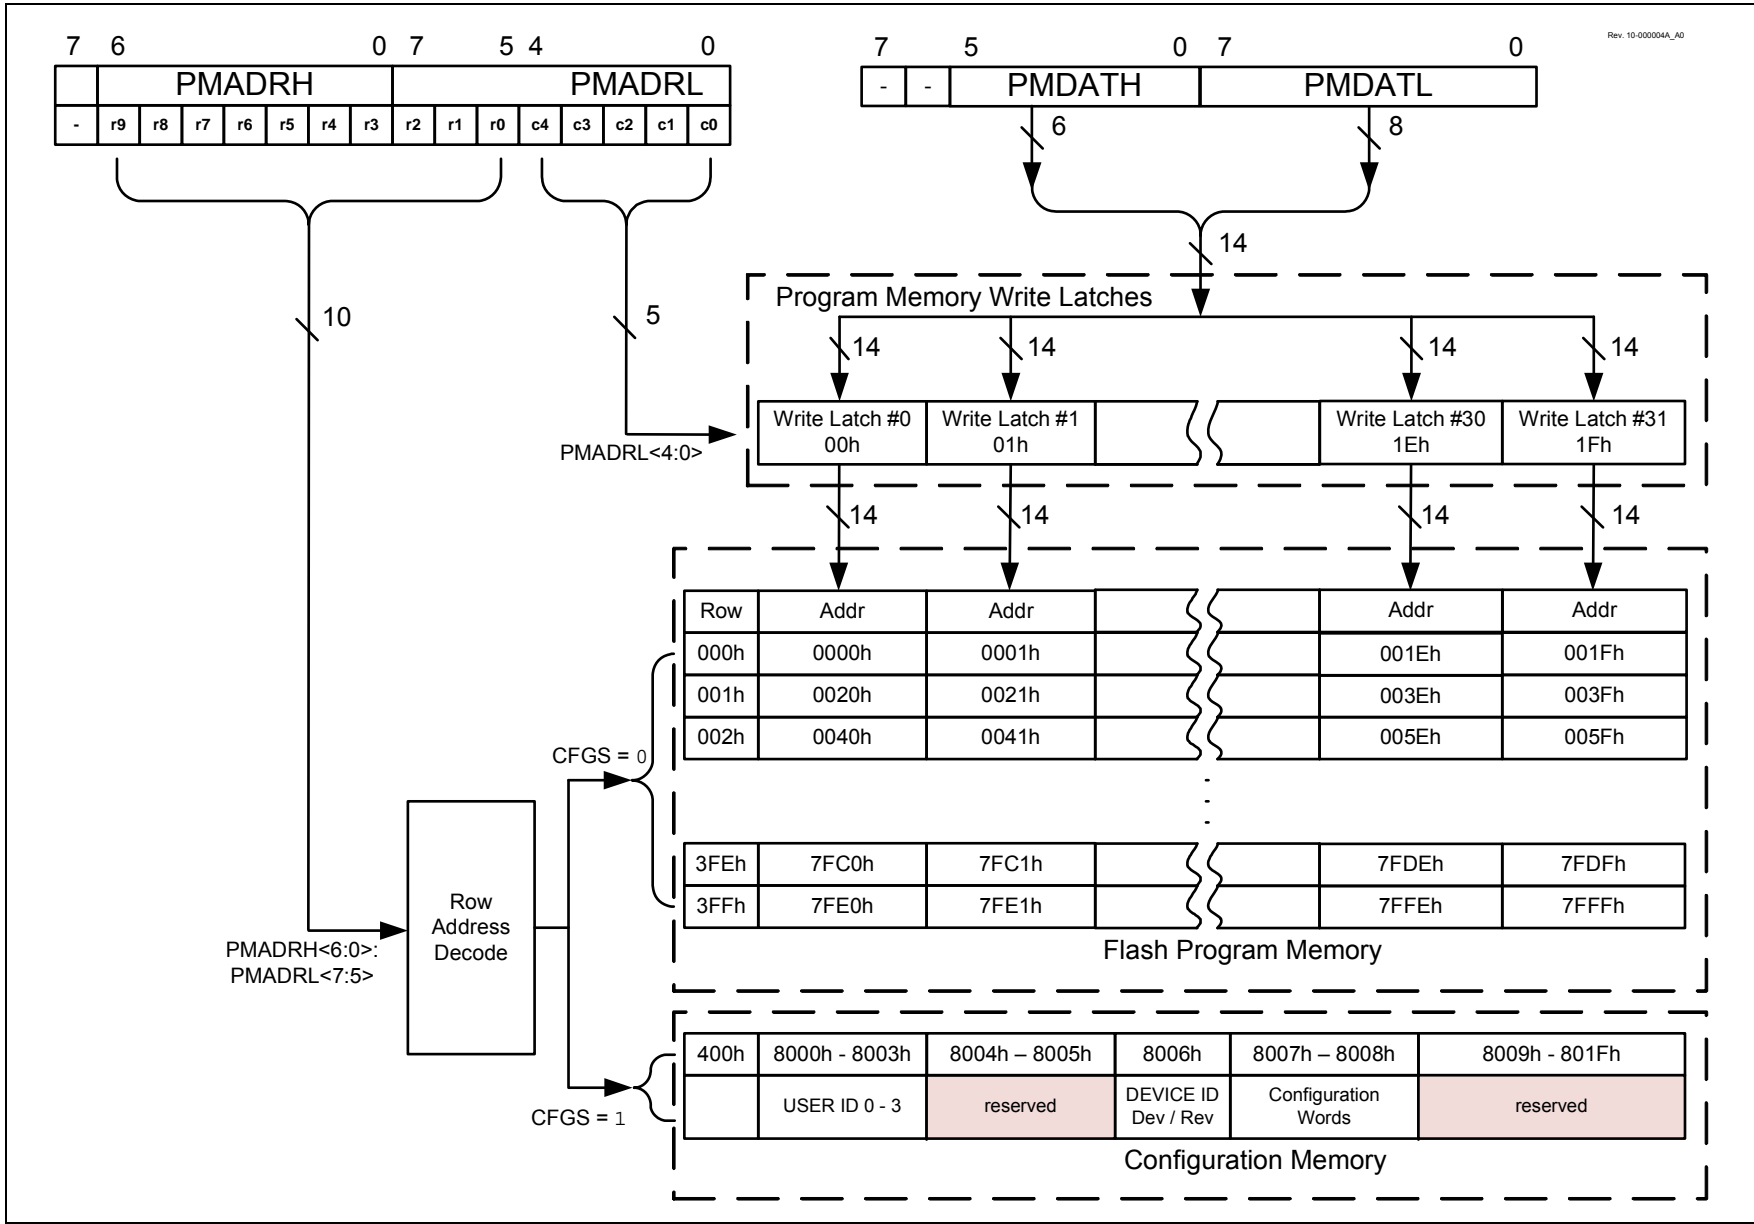 7 6 0 7 5 4 0 7 5 0 7 0
Rev. 10-000004A_A0
PMADRH PMADRL
- - PMDATH PMDATL
- r9 r8 r7 r6 r5 r4 r3 r2 r1 r0 c4 c3 c2 c1 c0
6 8
14
Program Memory Write Latches
10 5
14 14 14 14
Write Latch #0
00h
Write Latch #1
01h
Write Latch #30
1Eh
Write Latch #31
1Fh
PMADRL<4:0>
14 14 14 14
Row Addr Addr Addr Addr
000h 0000h 0001h 001Eh 001Fh
001h 0020h 0021h 003Eh 003Fh
002h 0040h 0041h 005Eh 005Fh
CFGS = 0
3FEh 7FC0h 7FC1h 7FDEh 7FDFh
3FFh 7FE0h 7FE1h 7FFEh 7FFFh
Row
Address
Decode
PMADRH<6:0>:
PMADRL<7:5>
Flash Program Memory
400h 8000h - 8003h 8004h – 8005h 8006h 8007h – 8008h 8009h - 801Fh
USER ID 0 - 3
reserved
DEVICE ID
Dev / Rev
Configuration
Words
reserved
CFGS = 1
Configuration Memory